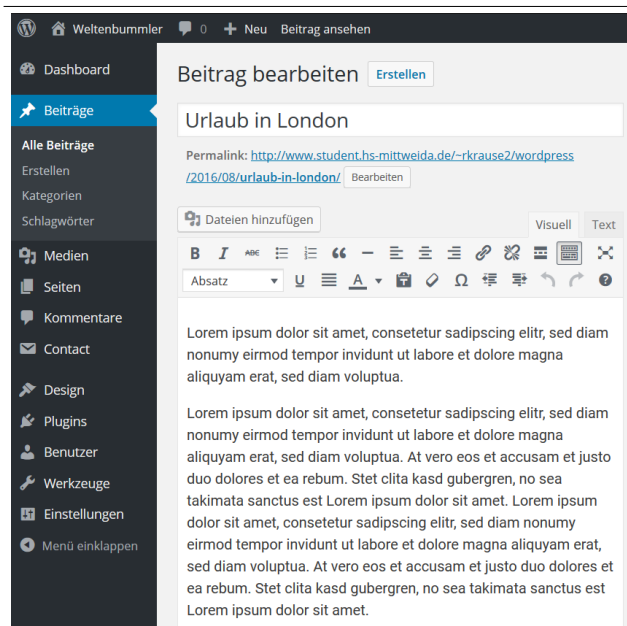 Weltenbummler 0 Neu Beitrag ansehen
Dashboard
Beiträge
Alle Beiträge
Erstellen
Kategorien
Schlagwörter
Medien
Seiten
Kommentare
Contact
Design
Plugins
Benutzer
Werkzeuge
Einstellungen
Menü einklappen
Beitrag bearbeiten Erstellen
Urlaub in London
Permalink: http://www.student.hs-mittweida.de/~rkrause2/wordpress
/2016/08/urlaub-in-london/ Bearbeiten
Dateien hinzufügen
Visuell Text
B I ABC
Absatz U A Ω
Lorem ipsum dolor sit amet, consetetur sadipscing elitr, sed diam
nonumy eirmod tempor invidunt ut labore et dolore magna
aliquyam erat, sed diam voluptua.
Lorem ipsum dolor sit amet, consetetur sadipscing elitr, sed diam
nonumy eirmod tempor invidunt ut labore et dolore magna
aliquyam erat, sed diam voluptua. At vero eos et accusam et justo
duo dolores et ea rebum. Stet clita kasd gubergren, no sea
takimata sanctus est Lorem ipsum dolor sit amet. Lorem ipsum
dolor sit amet, consetetur sadipscing elitr, sed diam nonumy
eirmod tempor invidunt ut labore et dolore magna aliquyam erat,
sed diam voluptua. At vero eos et accusam et justo duo dolores et
ea rebum. Stet clita kasd gubergren, no sea takimata sanctus est
Lorem ipsum dolor sit amet.